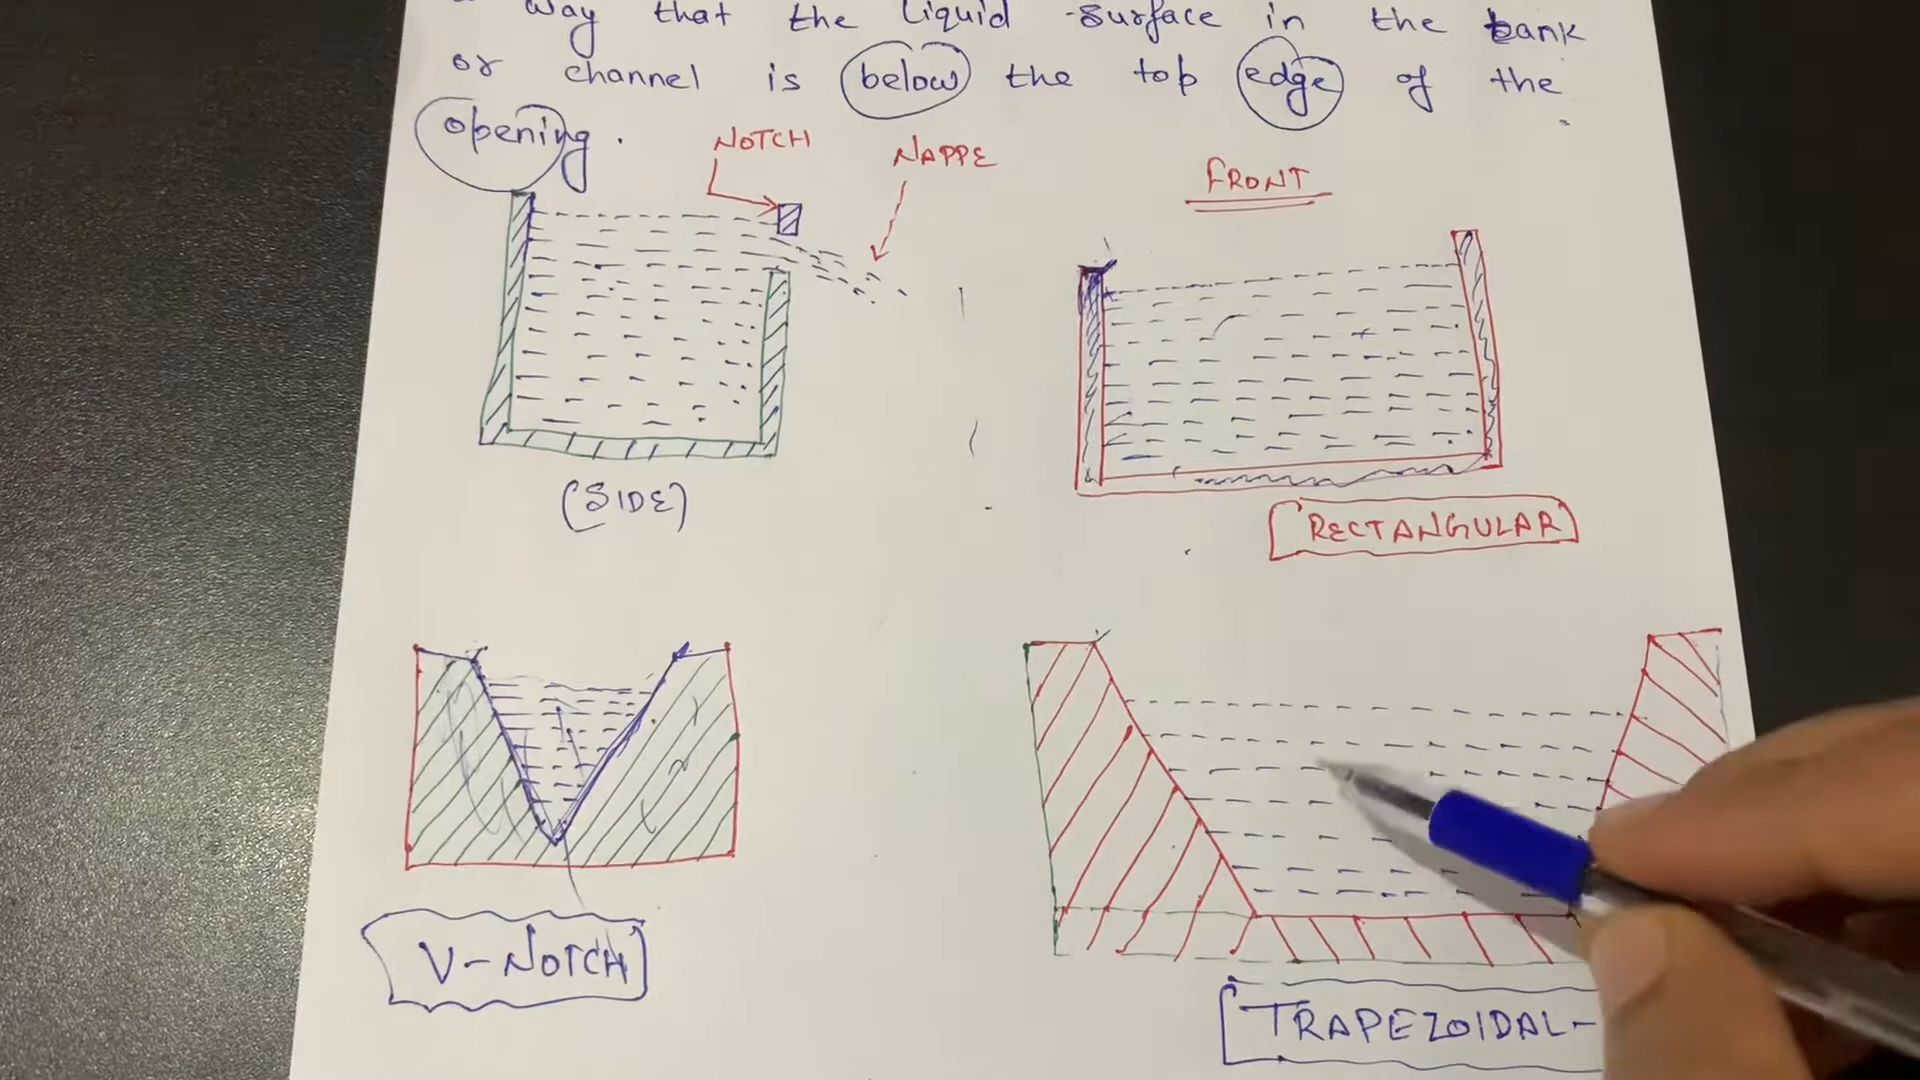 way that the liquid surface in the tank
or channel is below the top edge of the
opening.
NOTCH
NAPPE
FRONT
(SIDE)
RECTANGULAR
V-NOTCH
TRAPEZOIDAL-